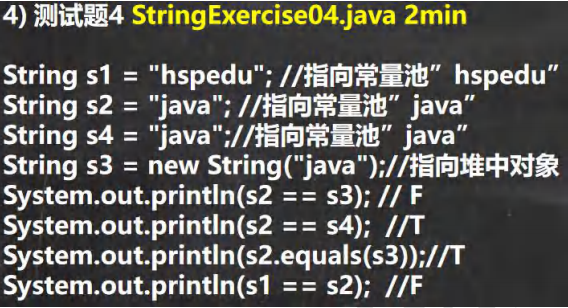 4) 测试题4 StringExercise04.java 2min
String s1 = "hspedu"; //指向常量池”hspedu”
String s2 = "java"; //指向常量池”java”
String s4 = "java";//指向常量池”java”
String s3 = new String("java");//指向堆中对象
System.out.println(s2 == s3); // F
System.out.println(s2 == s4);  //T
System.out.println(s2.equals(s3));//T
System.out.println(s1 == s2);  //F